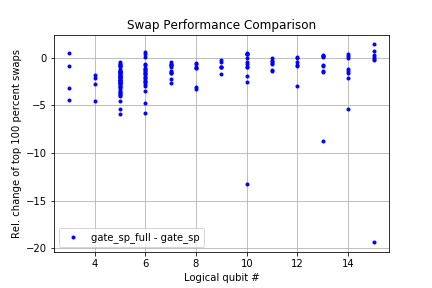 Swap Performance Comparison
Rel. change of top 100 percent swaps
0
−5
−10
−15
−20
gate_sp_full - gate_sp
4 6 8 10 12 14
Logical qubit #